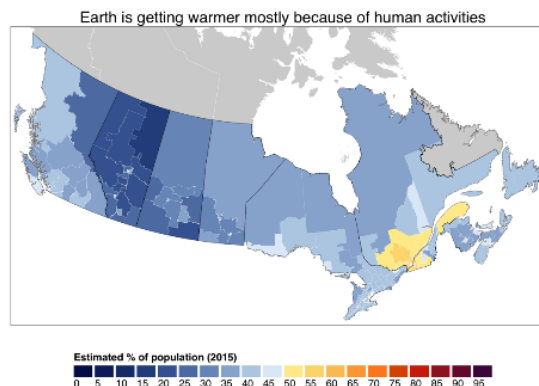 Earth is getting warmer mostly because of human activities
Estimated % of population (2015)
0 5 10 15 20 25 30 35 40 45 50 55 60 65 70 75 80 85 90 95